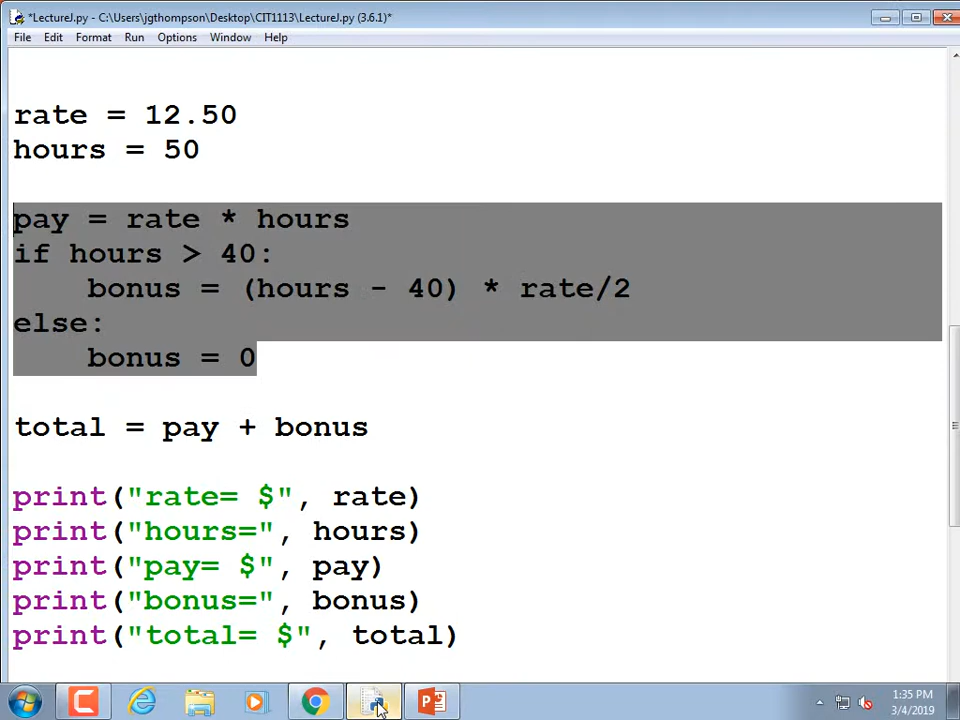 *LectureJ.py - C:\Users\jgthompson\Desktop\CIT1113\LectureJ.py (3.6.1)*
File Edit Format Run Options Window Help
rate = 12.50
hours = 50
pay = rate * hours
if hours > 40:
    bonus = (hours - 40) * rate/2
else:
    bonus = 0
total = pay + bonus
print("rate= $", rate)
print("hours=", hours)
print("pay= $", pay)
print("bonus=", bonus)
print("total= $", total)
1:35 PM
3/4/2019